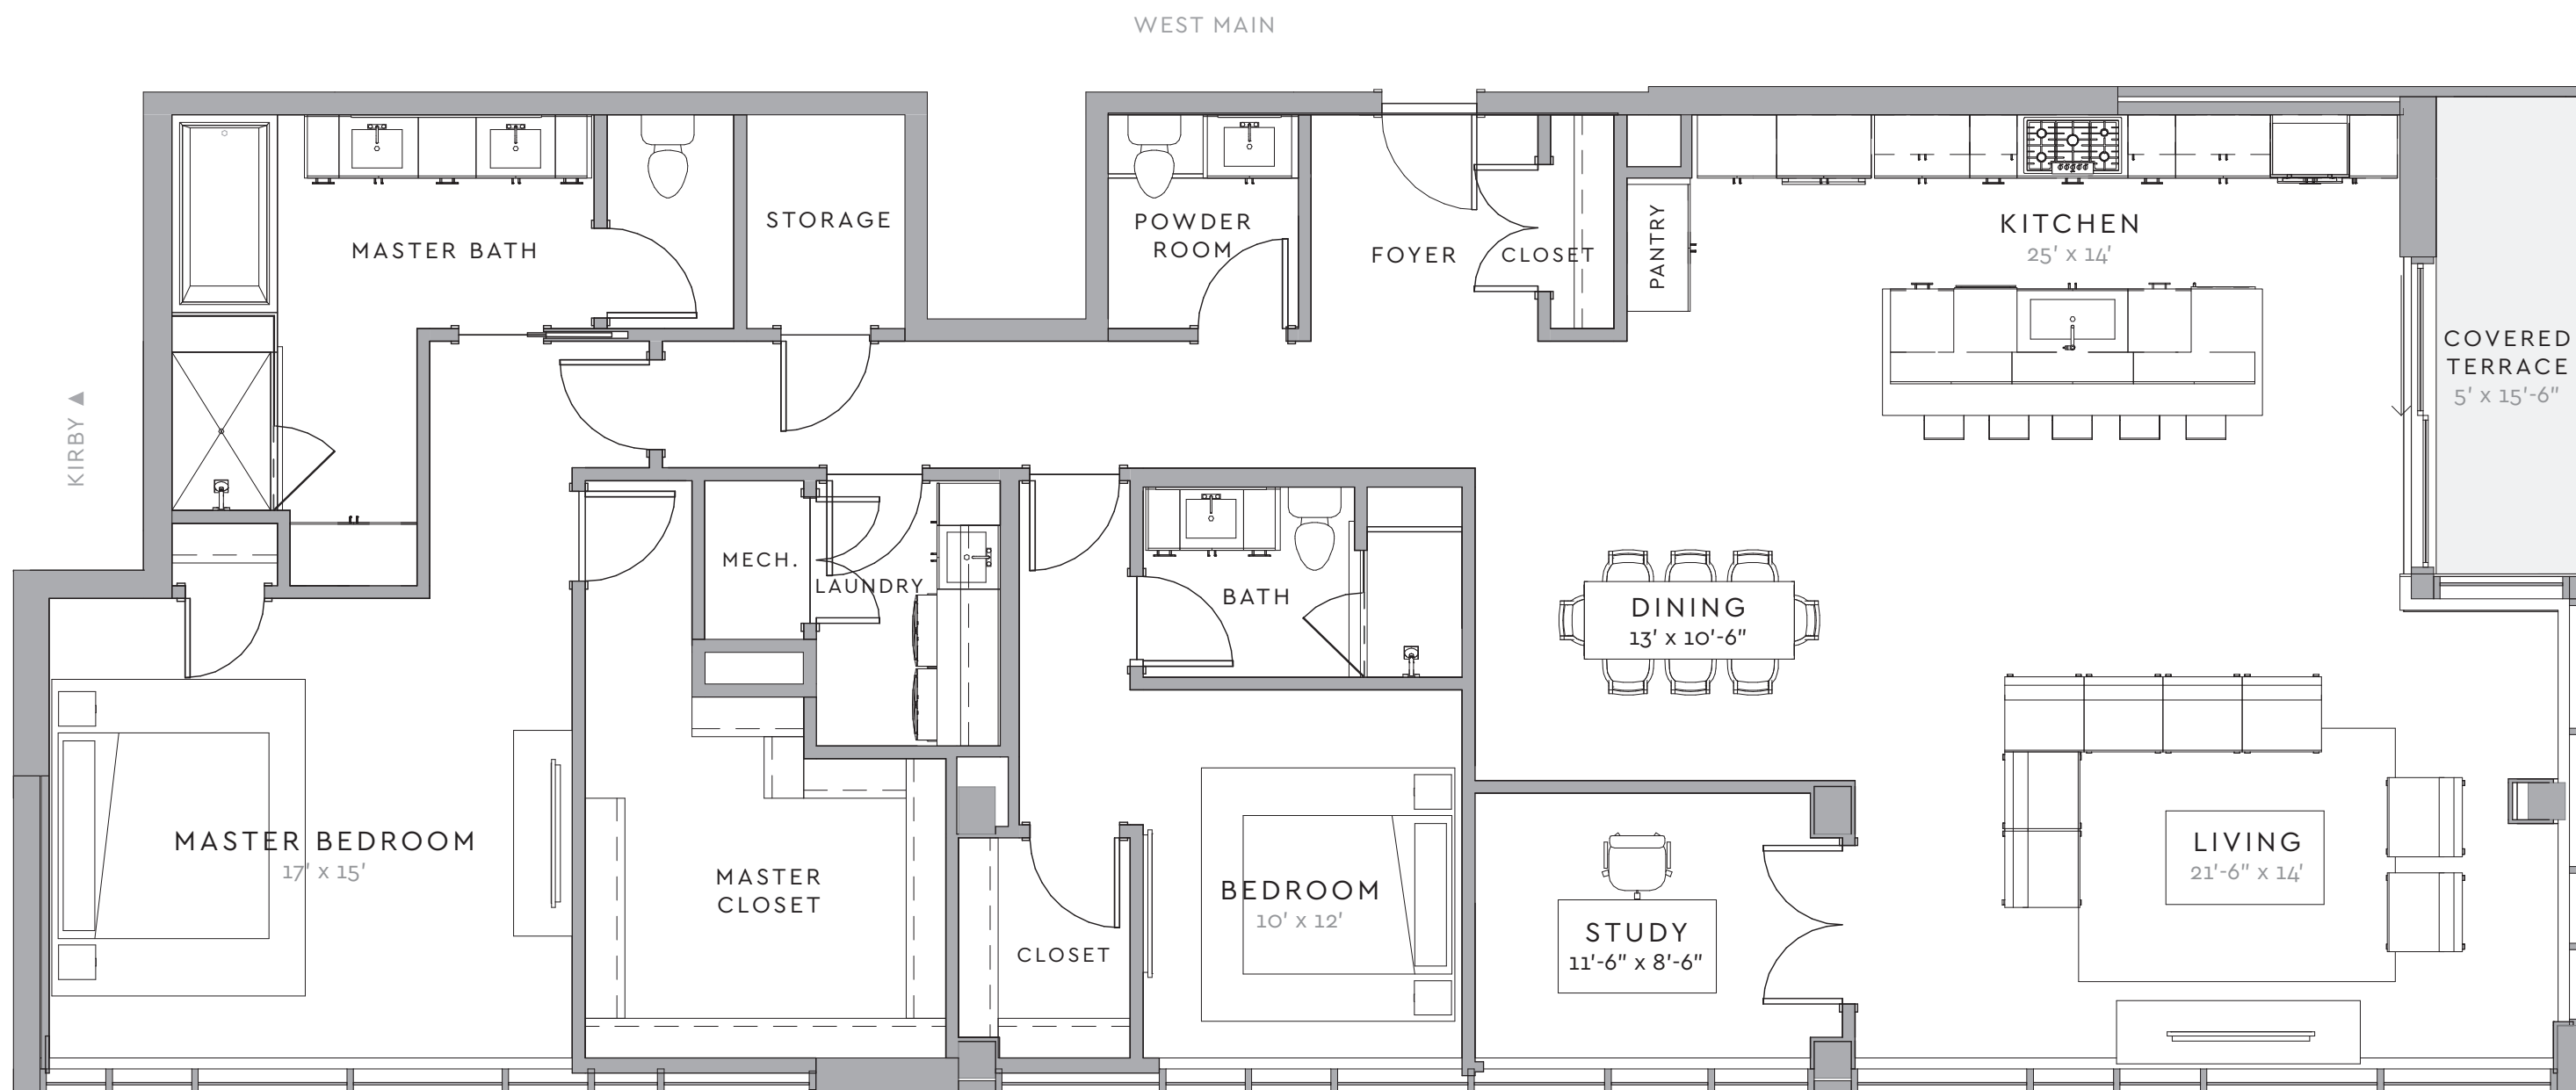 WEST MAIN
KIRBY ▲
MASTER BATH
STORAGE
POWDER
ROOM
FOYER
CLOSET
PANTRY
KITCHEN
25' x 14'
COVERED
TERRACE
5' x 15'-6"
MECH.
LAUNDRY
BATH
DINING
13' x 10'-6"
MASTER BEDROOM
17' x 15'
MASTER
CLOSET
CLOSET
BEDROOM
10' x 12'
STUDY
11'-6" x 8'-6"
LIVING
21'-6" x 14'